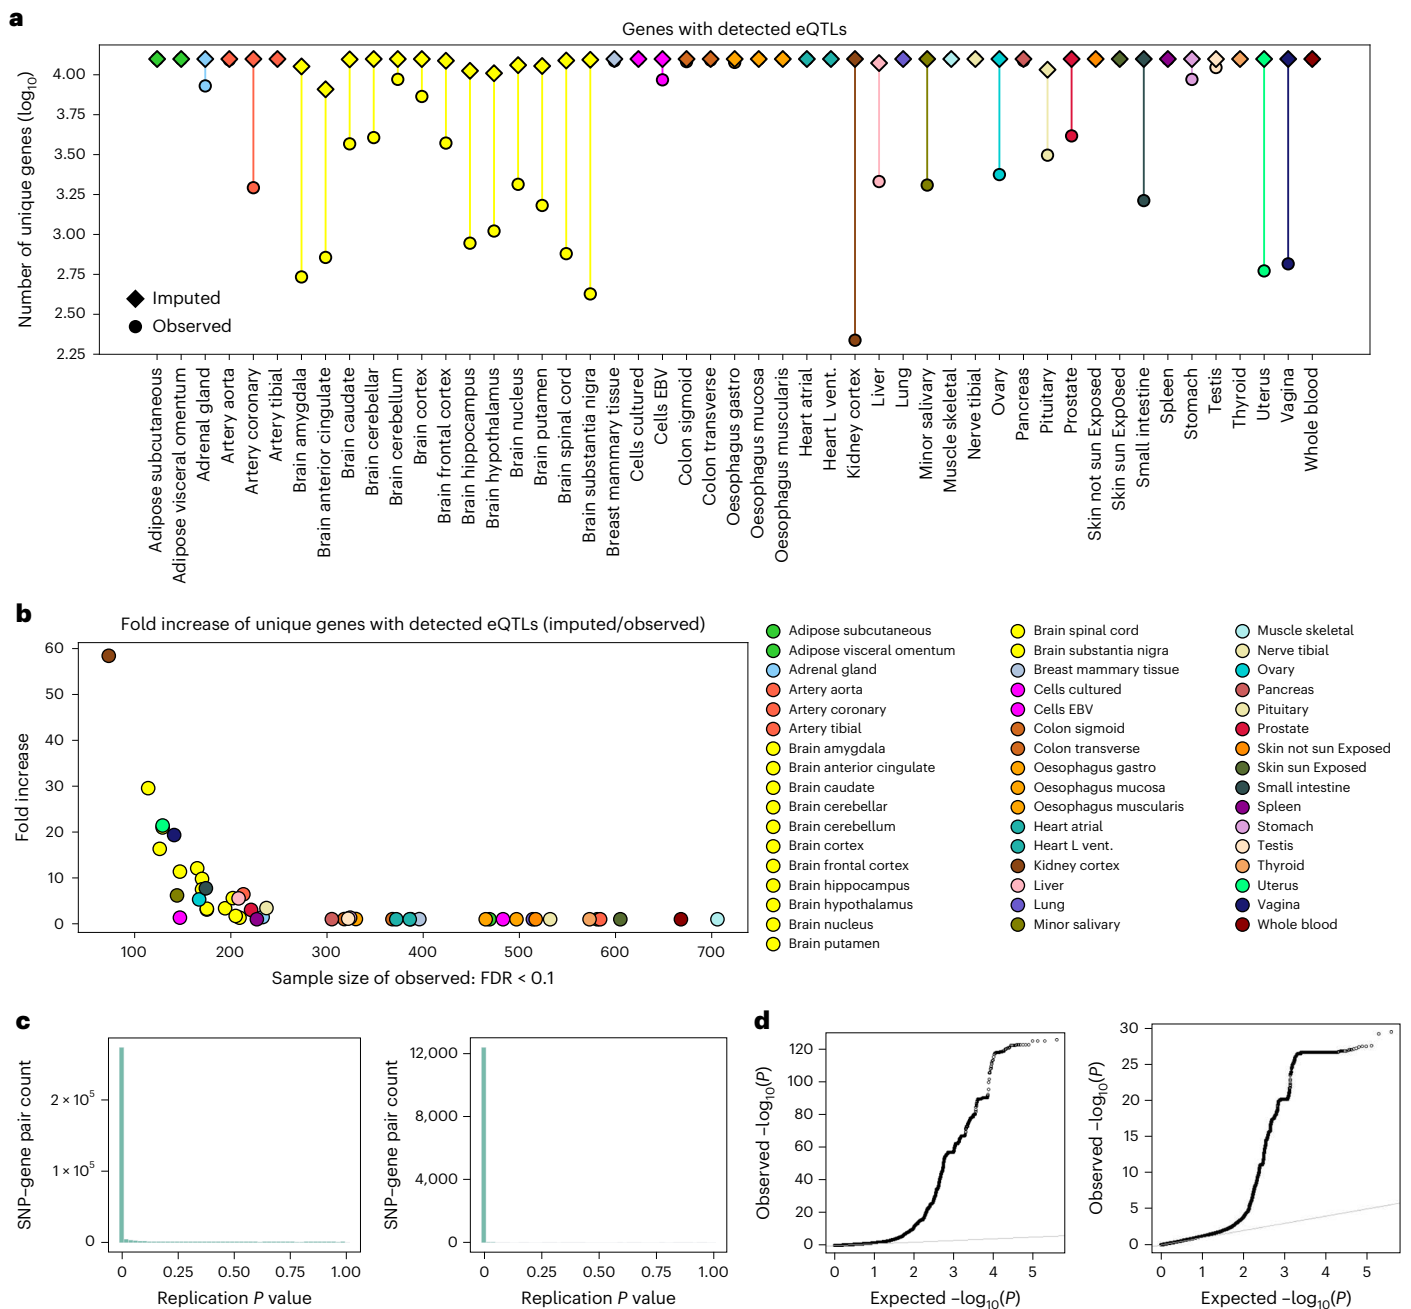 a
Genes with detected eQTLs
Number of unique genes (log10)
4.00
3.75
3.50
3.25
3.00
2.75
2.50
2.25
Imputed
Observed
Adipose subcutaneous
Adipose visceral omentum
Adrenal gland
Artery aorta
Artery coronary
Artery tibial
Brain amygdala
Brain anterior cingulate
Brain caudate
Brain cerebellar
Brain cerebellum
Brain cortex
Brain frontal cortex
Brain hippocampus
Brain hypothalamus
Brain nucleus
Brain putamen
Brain spinal cord
Brain substantia nigra
Breast mammary tissue
Cells cultured
Cells EBV
Colon sigmoid
Colon transverse
Oesophagus gastro
Oesophagus mucosa
Oesophagus muscularis
Heart atrial
Heart L vent.
Kidney cortex
Liver
Lung
Minor salivary
Muscle skeletal
Nerve tibial
Ovary
Pancreas
Pituitary
Prostate
Skin not sun Exposed
Skin sun Exp0sed
Small intestine
Spleen
Stomach
Testis
Thyroid
Uterus
Vagina
Whole blood
b
Fold increase of unique genes with detected eQTLs (imputed/observed)
Fold increase
60
50
40
30
20
10
0
100 200 300 400 500 600 700
Sample size of observed: FDR < 0.1
Adipose subcutaneous
Adipose visceral omentum
Adrenal gland
Artery aorta
Artery coronary
Artery tibial
Brain amygdala
Brain anterior cingulate
Brain caudate
Brain cerebellar
Brain cerebellum
Brain cortex
Brain frontal cortex
Brain hippocampus
Brain hypothalamus
Brain nucleus
Brain putamen
Brain spinal cord
Brain substantia nigra
Breast mammary tissue
Cells cultured
Cells EBV
Colon sigmoid
Colon transverse
Oesophagus gastro
Oesophagus mucosa
Oesophagus muscularis
Heart atrial
Heart L vent.
Kidney cortex
Liver
Lung
Minor salivary
Muscle skeletal
Nerve tibial
Ovary
Pancreas
Pituitary
Prostate
Skin not sun Exposed
Skin sun Exposed
Small intestine
Spleen
Stomach
Testis
Thyroid
Uterus
Vagina
Whole blood
c
SNP–gene pair count
2 × 10⁵
1 × 10⁵
0
0 0.25 0.50 0.75 1.00
Replication P value
SNP–gene pair count
12,000
8,000
4,000
0
0 0.25 0.50 0.75 1.00
Replication P value
d
Observed –log10(P)
120
100
80
60
40
20
0
0 1 2 3 4 5
Expected –log10(P)
Observed –log10(P)
30
25
20
15
10
5
0
0 1 2 3 4 5
Expected –log10(P)